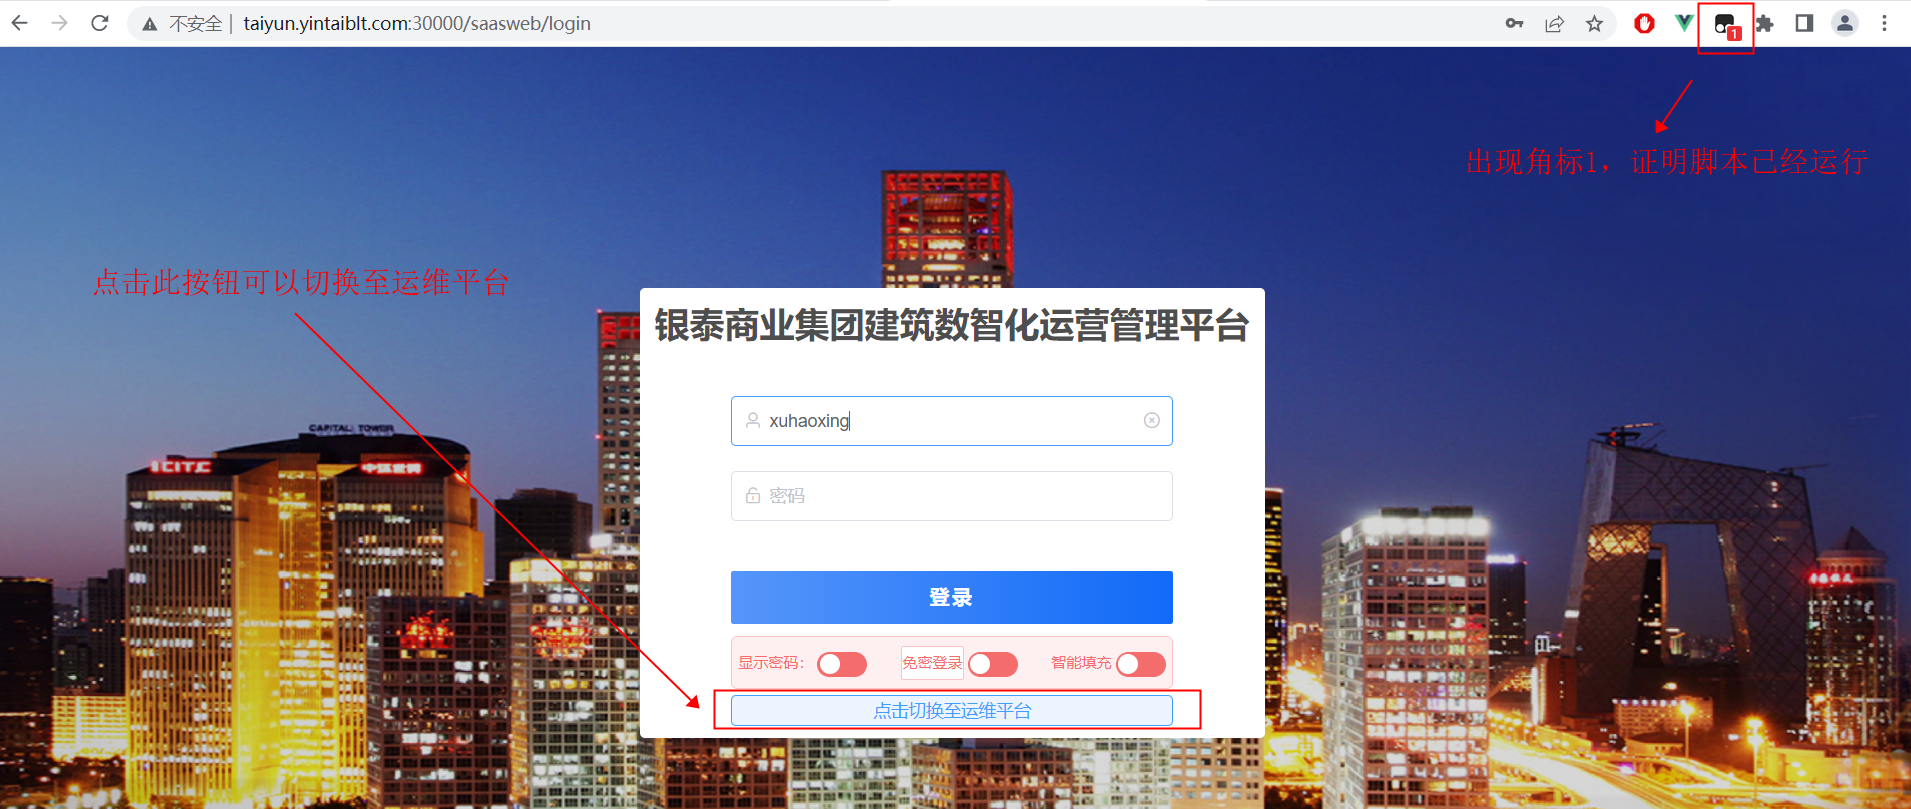 不安全 | taiyun.yintaiblt.com:30000/saasweb/login
1
出现角标1，证明脚本已经运行
点击此按钮可以切换至运维平台
银泰商业集团建筑数智化运营管理平台
xuhaoxing
密码
登录
显示密码： 免密登录 智能填充
点击切换至运维平台
CAPITAL TOWER
CITIC